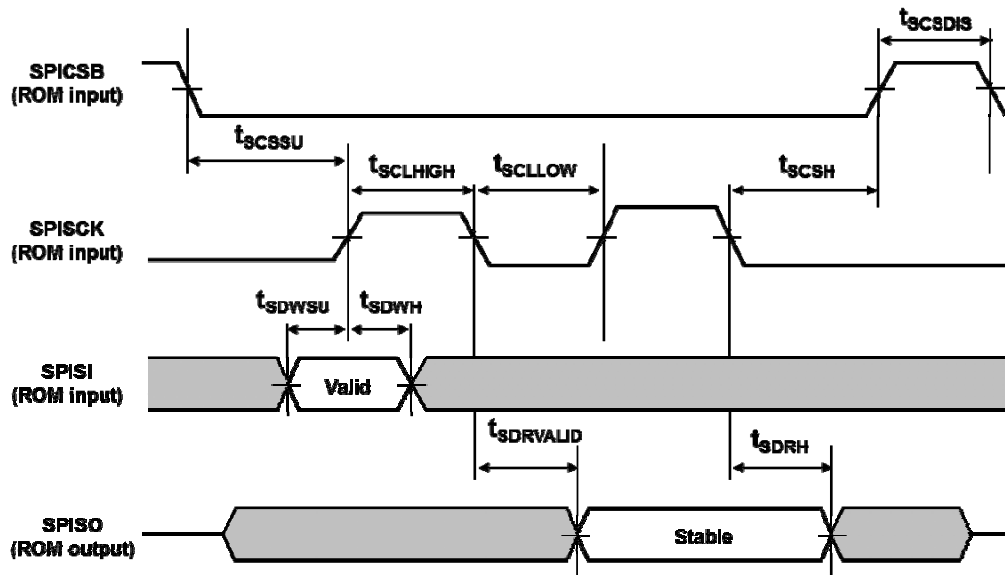 tSCSDIS
SPICSB
(ROM input)
tSCSSU
tSCLHIGH
tSCLLOW
tSCSH
SPISCK
(ROM input)
tSDWSU
tSDWH
SPISI
(ROM input)
Valid
tSDRVALID
tSDRH
SPISO
(ROM output)
Stable